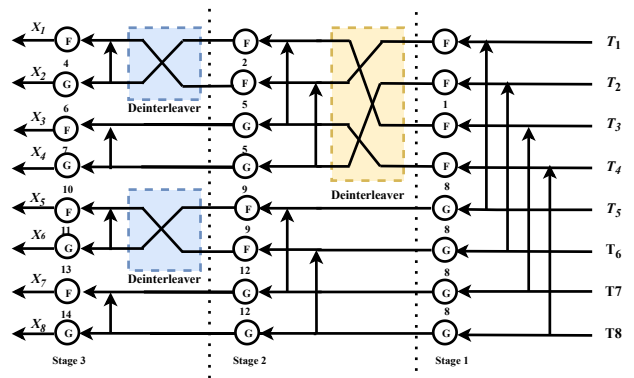 X1 F F F T1
4 2
X2 G F F T2
Deinterleaver
6 5 1
X3 F G F T3
7 5
X4 G G F T4
Deinterleaver
10 9 8
X5 F F G T5
11 9 8
X6 G F G T6
Deinterleaver
13 12 8
X7 F G G T7
14 12 8
X8 G G G T8
Stage 3 Stage 2 Stage 1